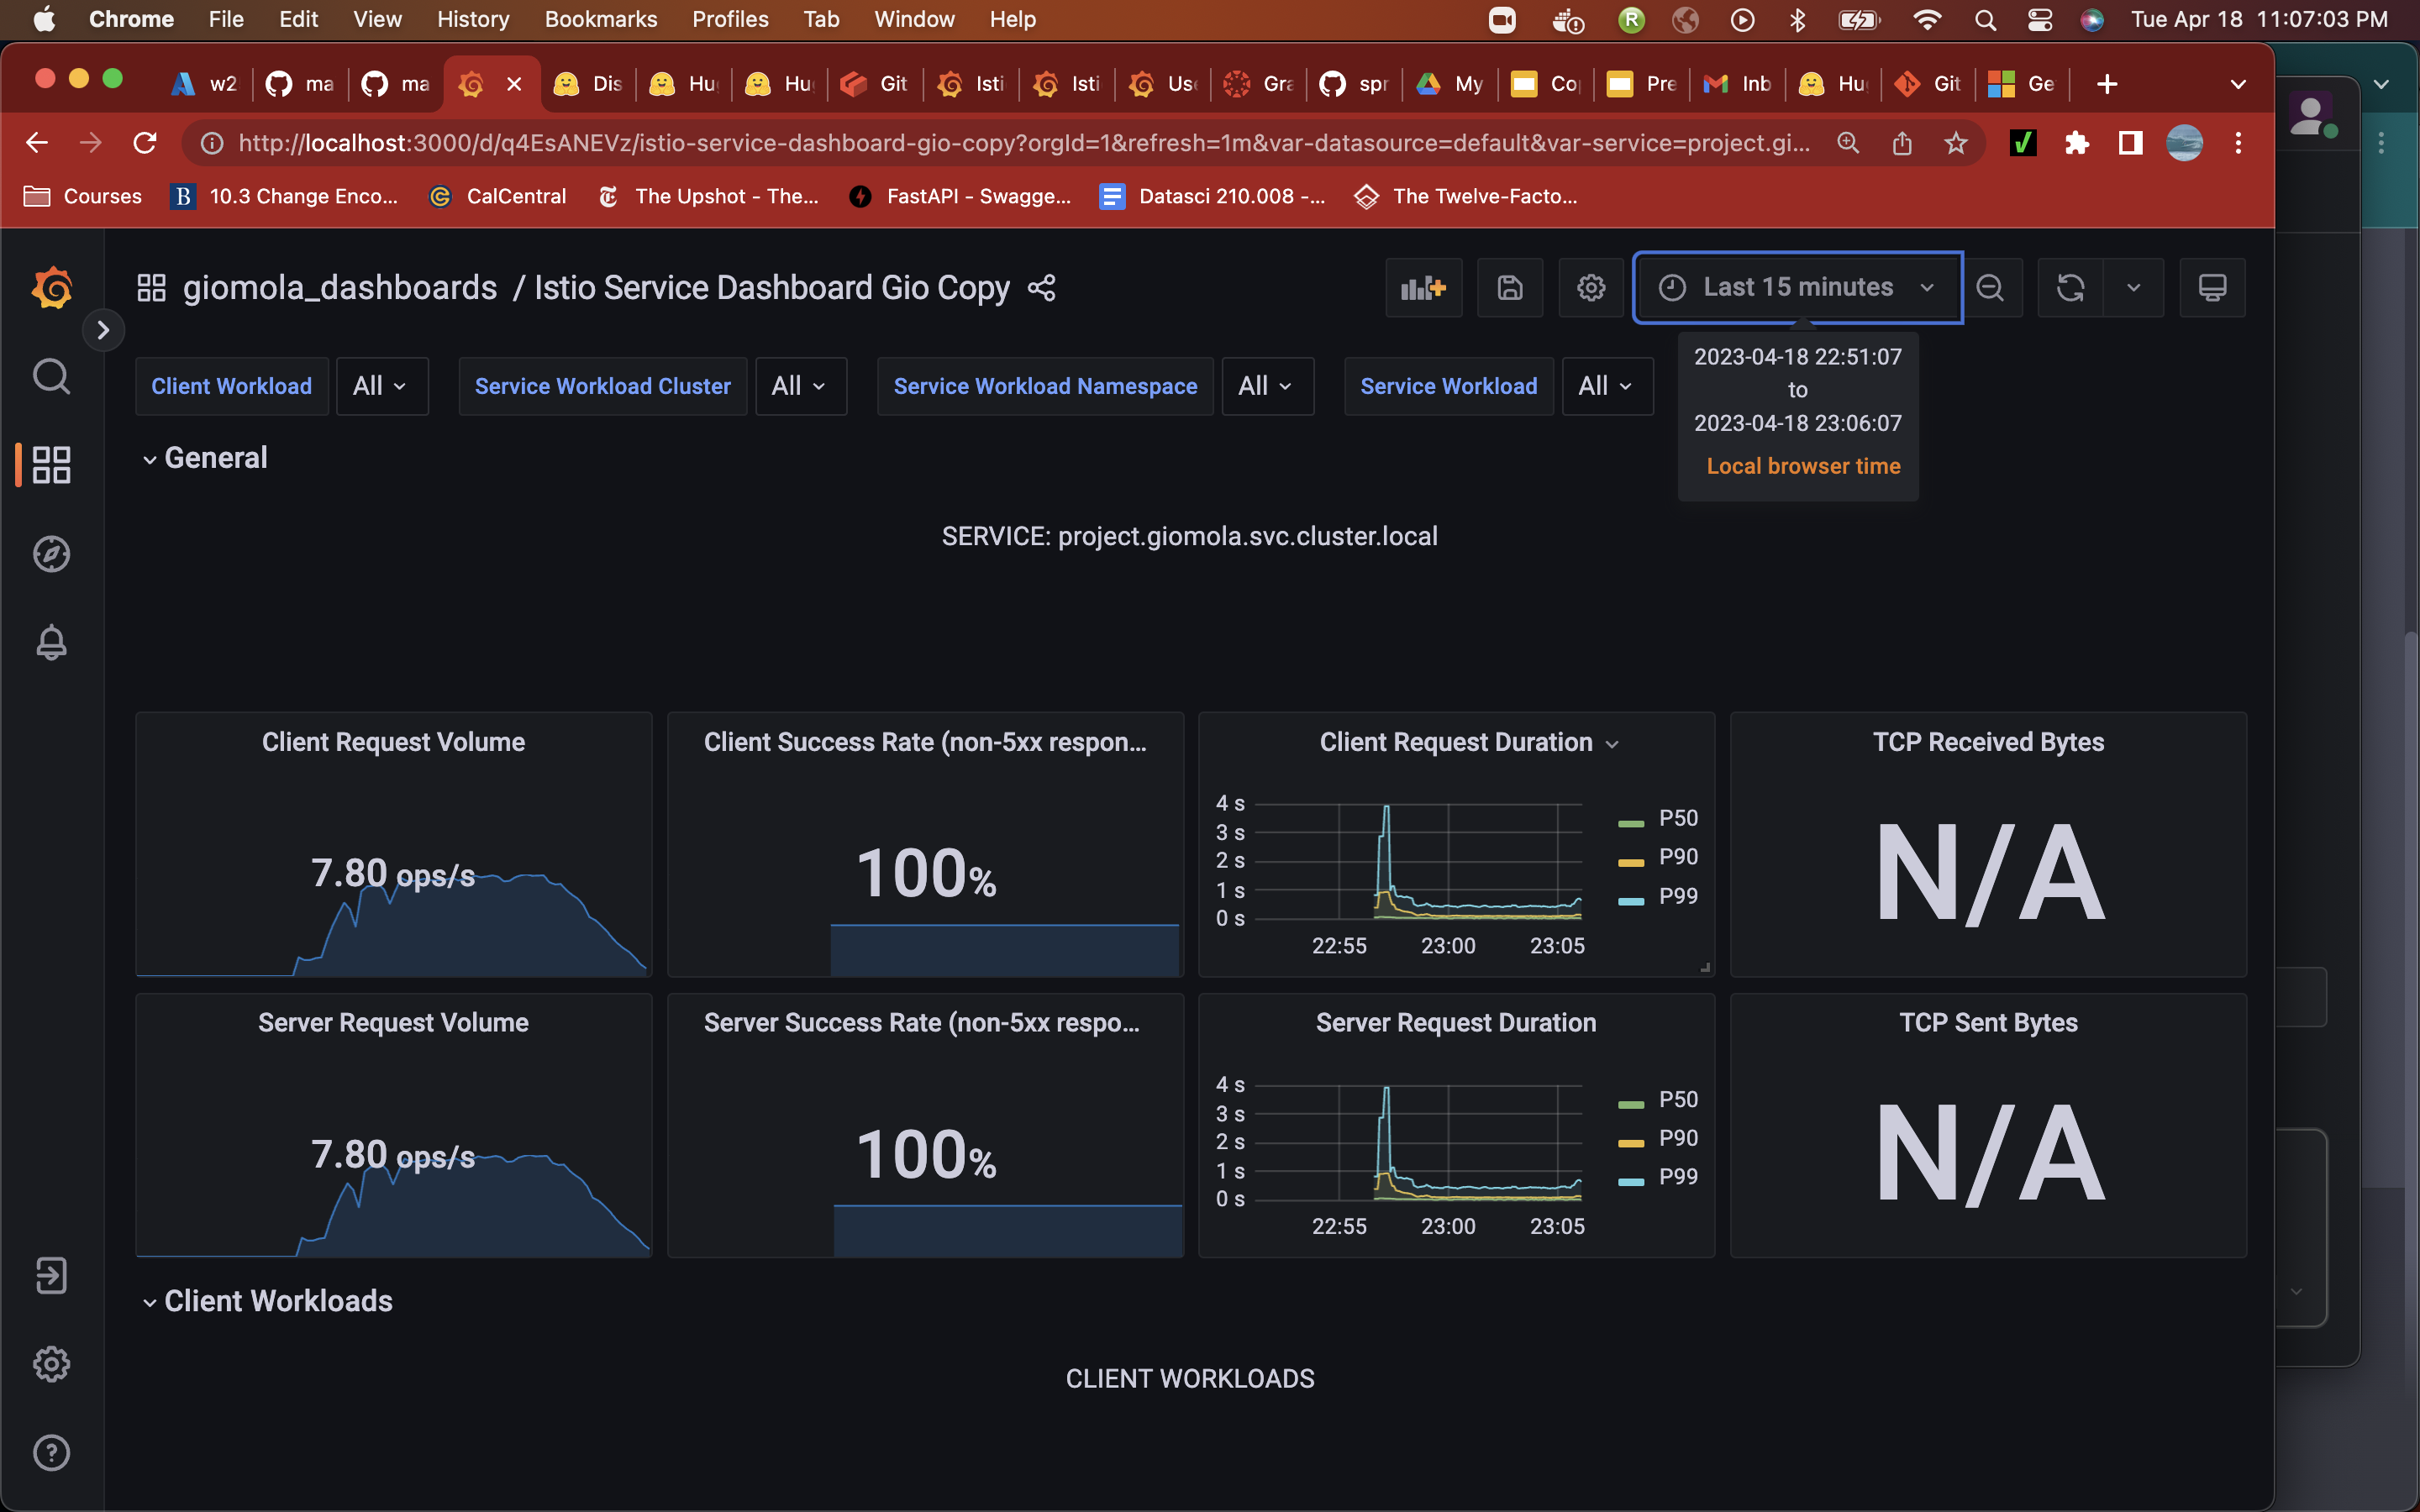 Chrome File Edit View History Bookmarks Profiles Tab Window Help R Tue Apr 18 11:07:03 PM
w2 ma ma Dis Hu Hu Git Isti Isti Use Gra spr My Co Pre Inb Hu Git Ge
http://localhost:3000/d/q4EsANEVz/istio-service-dashboard-gio-copy?orgId=1&refresh=1m&var-datasource=default&var-service=project.gi...
Courses B 10.3 Change Enco... CalCentral The Upshot - The... FastAPI - Swagge... Datasci 210.008 -... The Twelve-Facto...
giomola_dashboards / Istio Service Dashboard Gio Copy
Last 15 minutes
2023-04-18 22:51:07
to
2023-04-18 23:06:07
Local browser time
Client Workload All Service Workload Cluster All Service Workload Namespace All Service Workload All
General
SERVICE: project.giomola.svc.cluster.local
Client Request Volume
7.80 ops/s
Client Success Rate (non-5xx respon...
100%
Client Request Duration
4 s
3 s
2 s
1 s
0 s
22:55 23:00 23:05
P50
P90
P99
TCP Received Bytes
N/A
Server Request Volume
7.80 ops/s
Server Success Rate (non-5xx respo...
100%
Server Request Duration
4 s
3 s
2 s
1 s
0 s
22:55 23:00 23:05
P50
P90
P99
TCP Sent Bytes
N/A
Client Workloads
CLIENT WORKLOADS